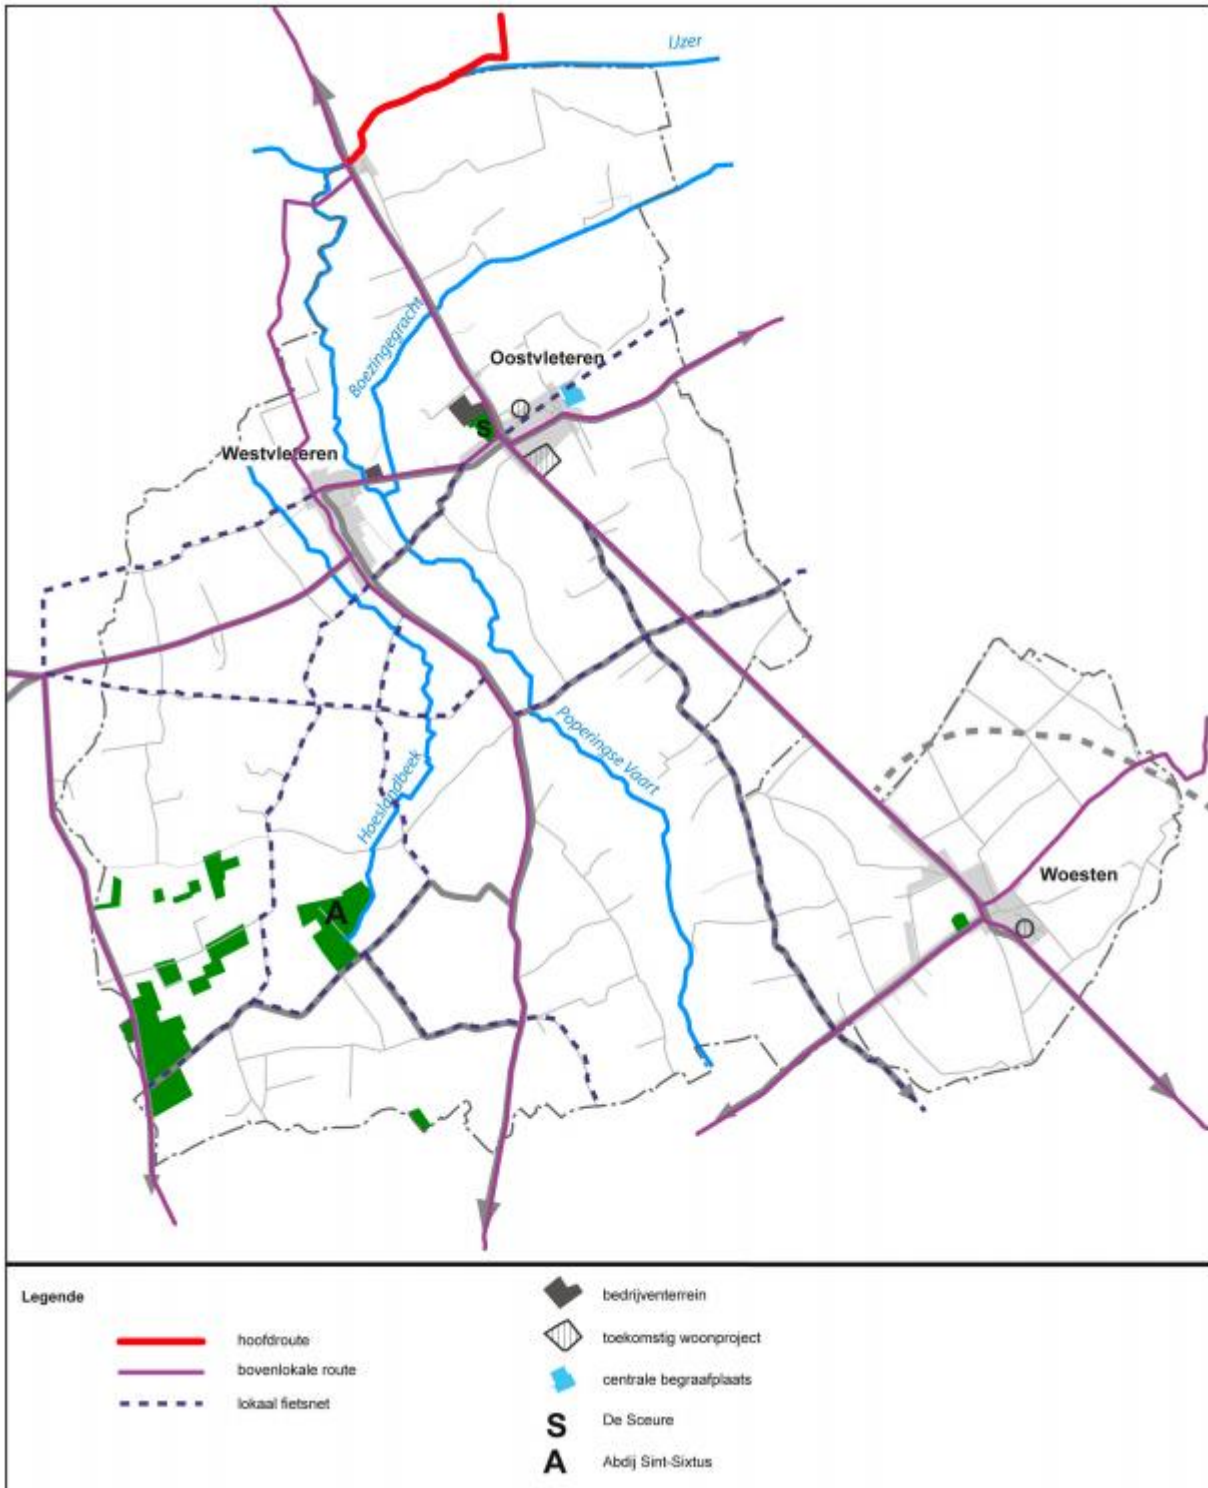 IJzer
Boezingegracht
Oostvleteren
S
Westvleteren
Poperingse Vaart
Hoeslandbeek
A
Woesten
Legende
hoofdroute
bovenlokale route
lokaal fietsnet
bedrijventerrein
toekomstig woonproject
centrale begraafplaats
S De Sceure
A Abdij Sint-Sixtus